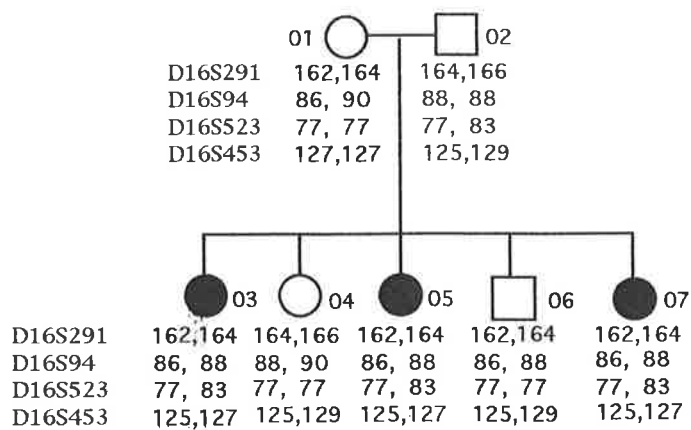 01 02
D16S291 162,164 164,166
D16S94 86, 90 88, 88
D16S523 77, 77 77, 83
D16S453 127,127 125,129
03 04 05 06 07
D16S291 162,164 164,166 162,164 162,164 162,164
D16S94 86, 88 88, 90 86, 88 86, 88 86, 88
D16S523 77, 83 77, 77 77, 83 77, 77 77, 83
D16S453 125,127 125,129 125,127 125,129 125,127